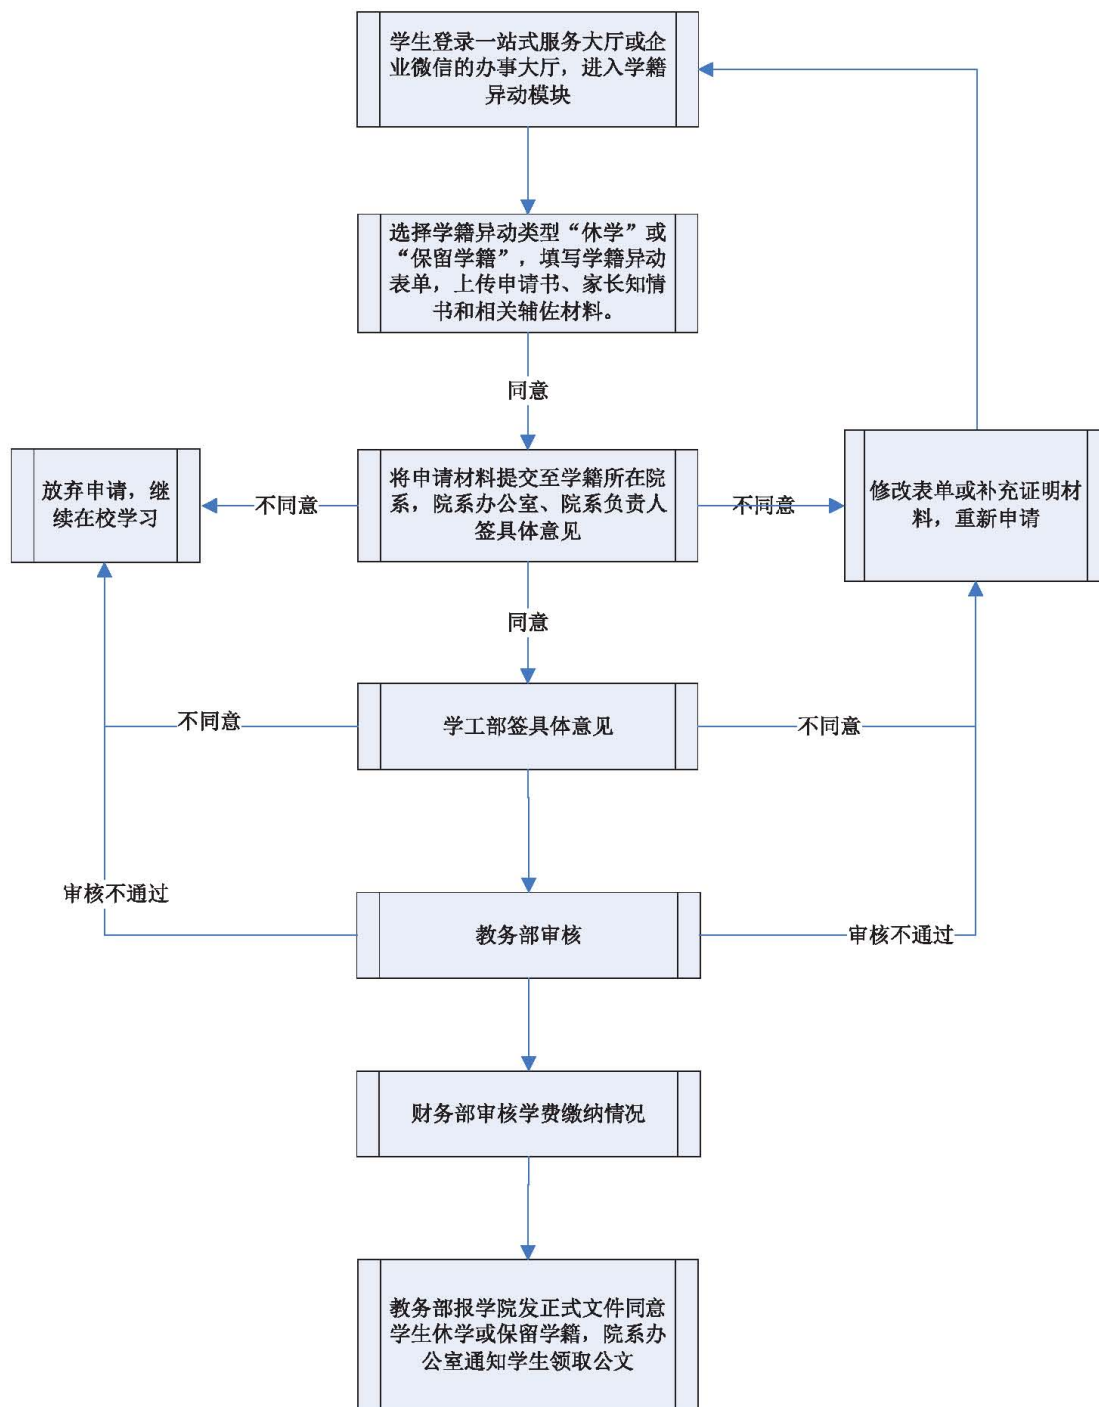 学生登录一站式服务大厅或企
业微信的办事大厅，进入学籍
异动模块
选择学籍异动类型“休学”或
“保留学籍”，填写学籍异动
表单，上传申请书、家长知情
书和相关辅佐材料。
同意
放弃申请，继
续在校学习
不同意
将申请材料提交至学籍所在院
系，院系办公室、院系负责人
签具体意见
不同意
修改表单或补充证明材
料，重新申请
同意
不同意
学工部签具体意见
不同意
审核不通过
教务部审核
审核不通过
财务部审核学费缴纳情况
教务部报学院发正式文件同意
学生休学或保留学籍，院系办
公室通知学生领取公文